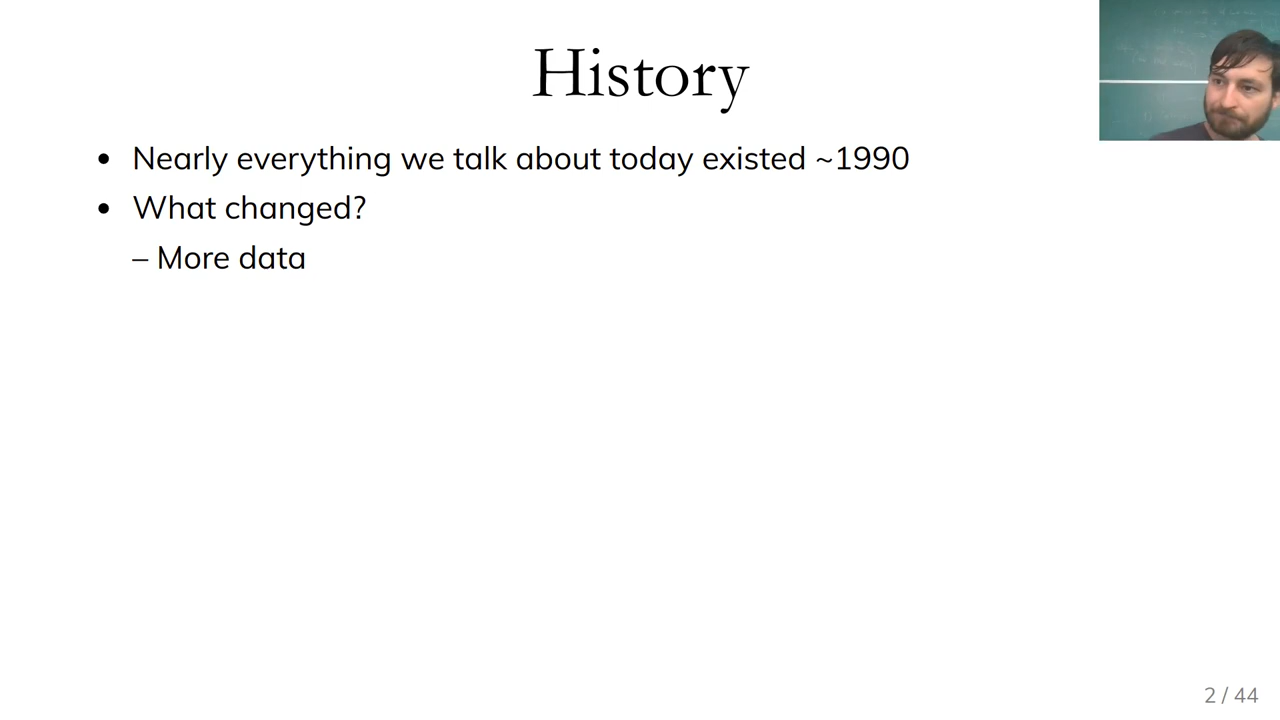 History
• Nearly everything we talk about today existed ~1990
• What changed?
– More data
2 / 44